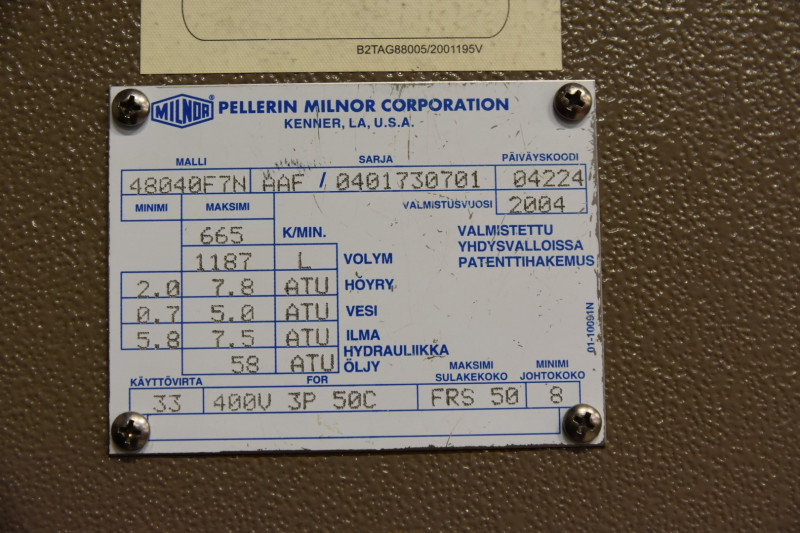 B2TAG88005/2001195V
MILNOR® PELLERIN MILNOR CORPORATION
KENNER, LA, U.S.A.
MALLI SARJA PÄIVÄYSKOODI
48040F7N AAF / 0401730701 04224
MINIMI MAKSIMI VALMISTUSVUOSI 2004
665 K/MIN. VALMISTETTU
YHDYSVALLOISSA
1187 L VOLYM PATENTTIHAKEMUS
2.0 7.8 ATU HÖYRY
0.7 5.0 ATU VESI
5.8 7.5 ATU ILMA
58 ATU HYDRAULIIKKA
ÖLJY
01-10091N
KÄYTTÖVIRTA FOR MAKSIMI SULAKEKOKO MINIMI JOHTOKOKO
33 400V 3P 50C FRS 50 8